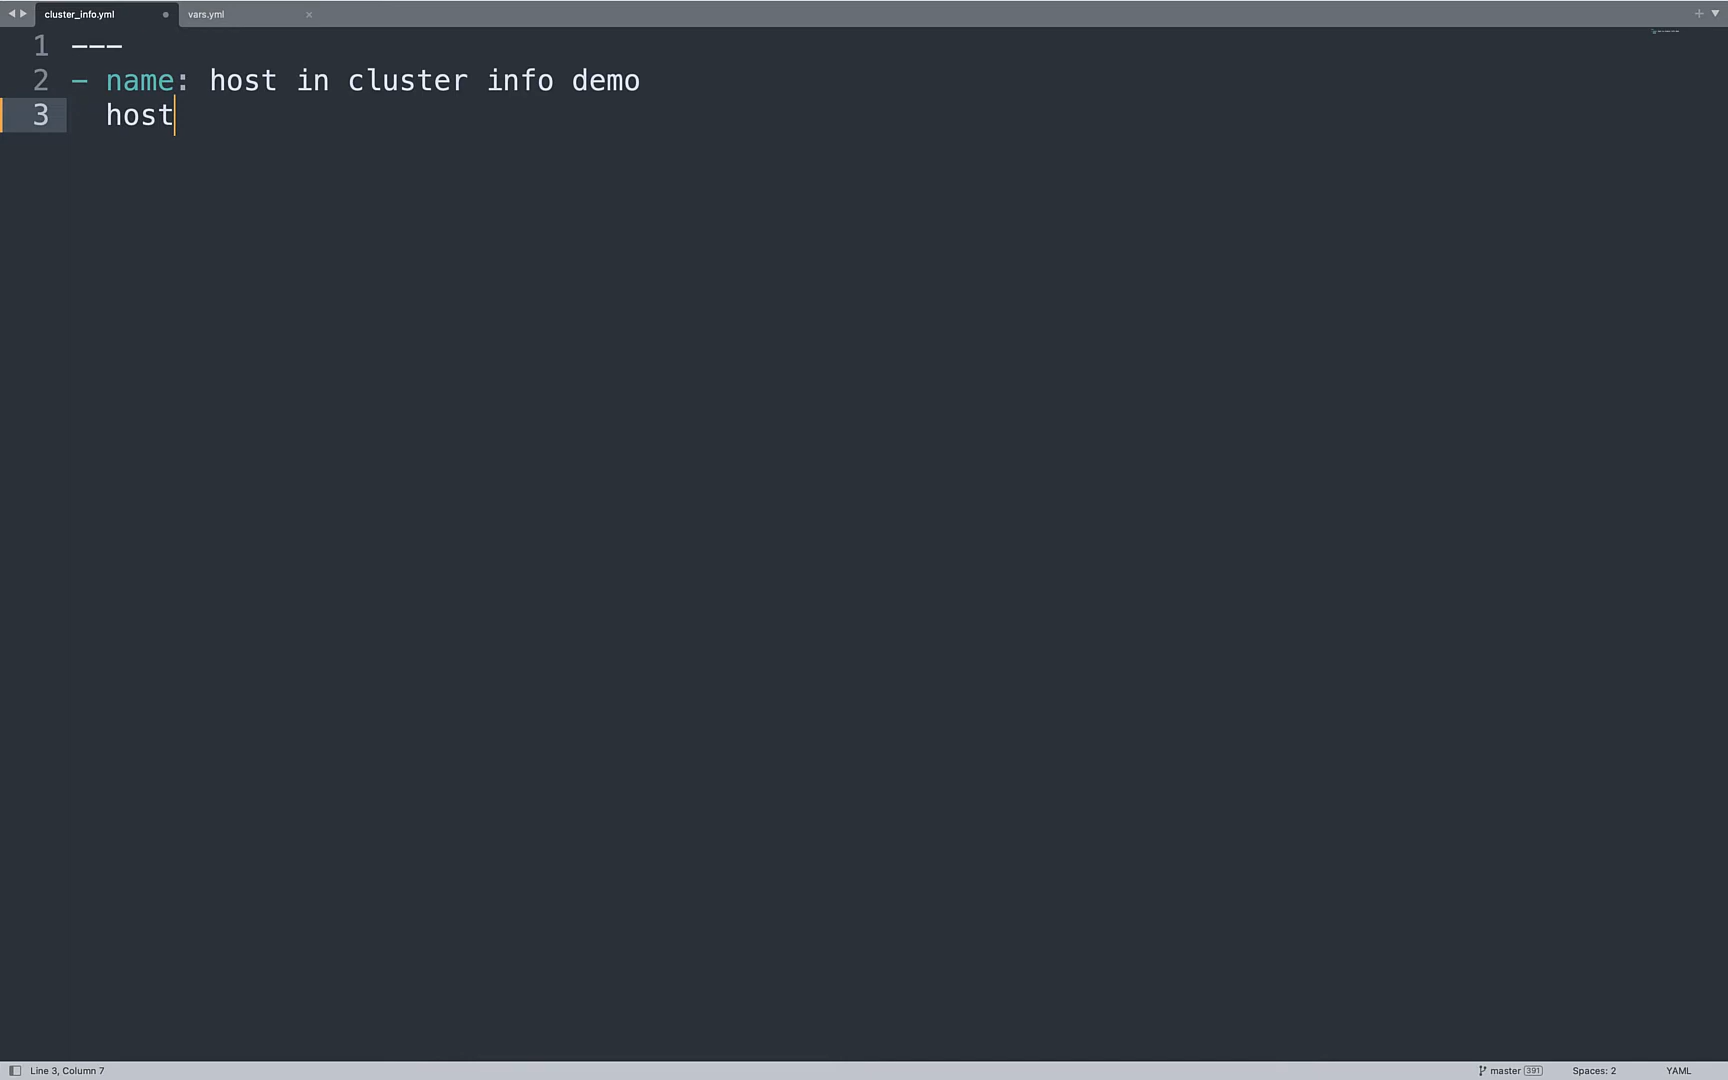 cluster_info.yml
vars.yml
1 ---
2 - name: host in cluster info demo
3 host
Line 3, Column 7
master 391
Spaces: 2
YAML